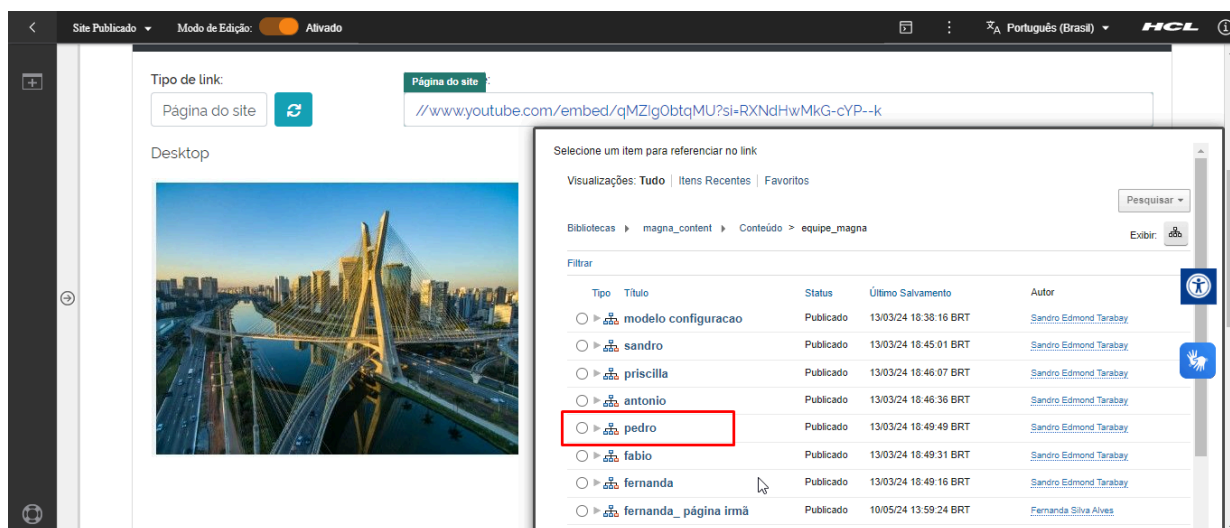 Site Publicado
Modo de Edição:
Ativado
Português (Brasil)
HCL
Tipo de link:
Página do site
Página do site
//www.youtube.com/embed/qMZIgObtqMU?si=RXNdHwMkG-cYP--k
Desktop
Selecione um item para referenciar no link
Visualizações: Tudo | Itens Recentes | Favoritos
Pesquisar
Bibliotecas magna_content Conteúdo > equipe_magna
Exibir:
Filtrar
Tipo Título Status Último Salvamento Autor
modelo configuracao Publicado 13/03/24 18:38:16 BRT Sandro Edmond Tarabay
sandro Publicado 13/03/24 18:45:01 BRT Sandro Edmond Tarabay
priscilla Publicado 13/03/24 18:46:07 BRT Sandro Edmond Tarabay
antonio Publicado 13/03/24 18:46:36 BRT Sandro Edmond Tarabay
pedro Publicado 13/03/24 18:49:49 BRT Sandro Edmond Tarabay
fabio Publicado 13/03/24 18:49:31 BRT Sandro Edmond Tarabay
fernanda Publicado 13/03/24 18:49:16 BRT Sandro Edmond Tarabay
fernanda_ página irmã Publicado 10/05/24 13:59:24 BRT Fernanda Silva Alves